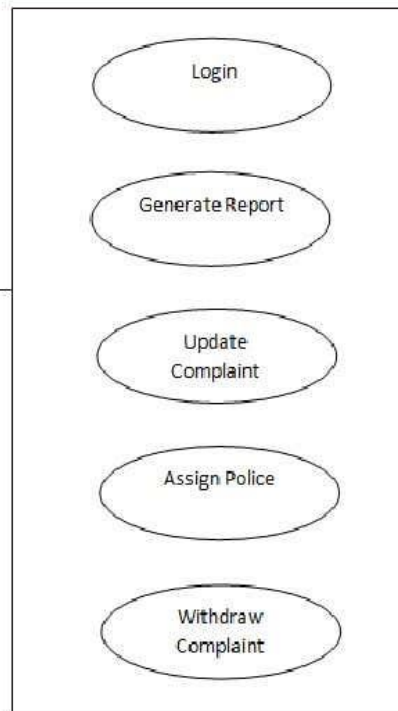 Login
Generate Report
Update
Complaint
Assign Police
Withdraw
Complaint